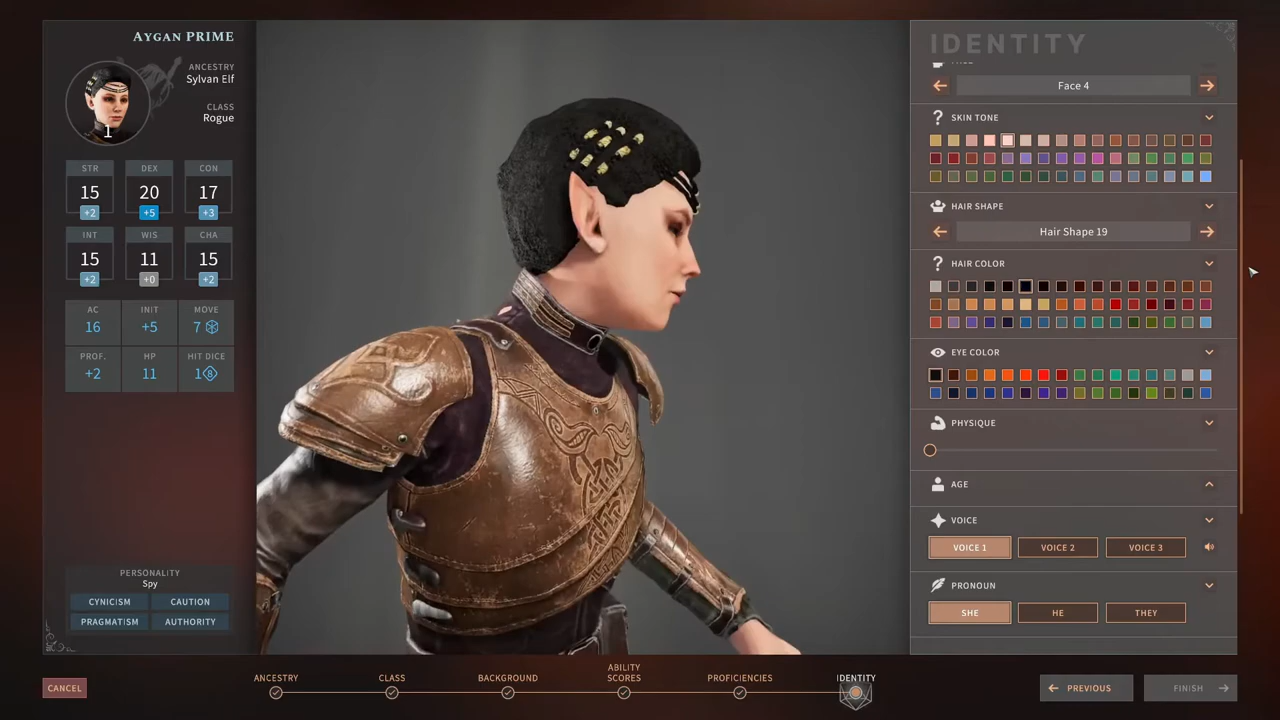 AYGAN PRIME
ANCESTRY
Sylvan Elf
CLASS
Rogue
1
STR DEX CON
15 20 17
+2 +5 +3
INT WIS CHA
15 11 15
+2 +0 +2
AC INIT MOVE
16 +5 7
PROF. HP HIT DICE
+2 11 1 8
PERSONALITY
Spy
CYNICISM CAUTION
PRAGMATISM AUTHORITY
IDENTITY
Face 4
? SKIN TONE
HAIR SHAPE
Hair Shape 19
? HAIR COLOR
EYE COLOR
PHYSIQUE
AGE
VOICE
VOICE 1 VOICE 2 VOICE 3
PRONOUN
SHE HE THEY
CANCEL
ANCESTRY CLASS BACKGROUND ABILITY SCORES PROFICIENCIES IDENTITY
PREVIOUS FINISH